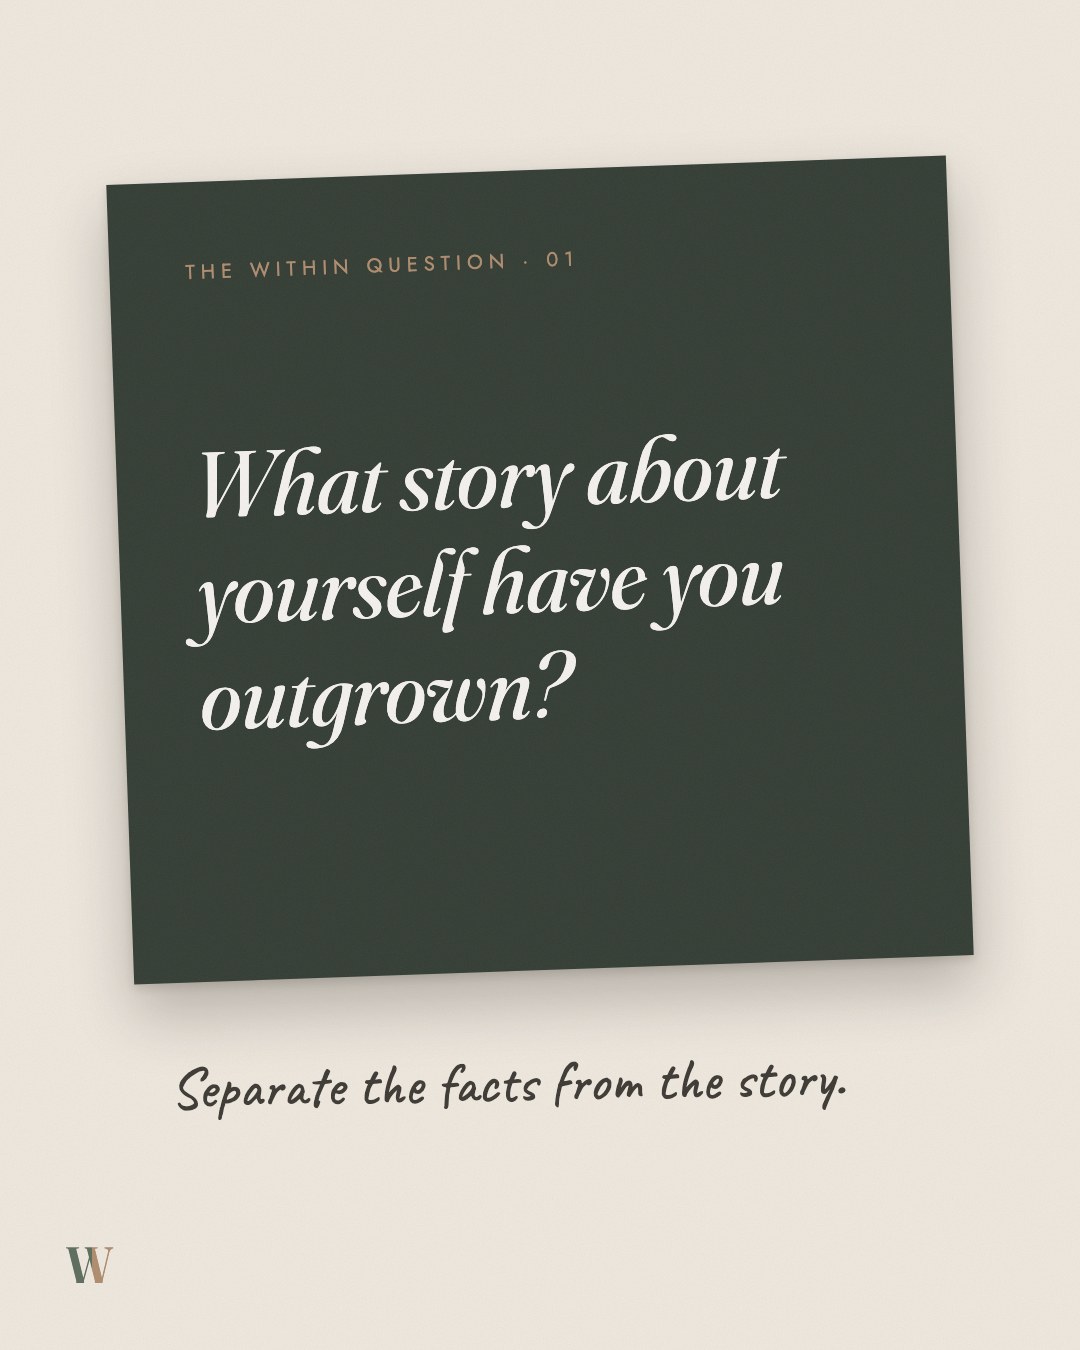 THE WITHIN QUESTION · 01
What story about
yourself have you
outgrown?
Separate the facts from the story.
W